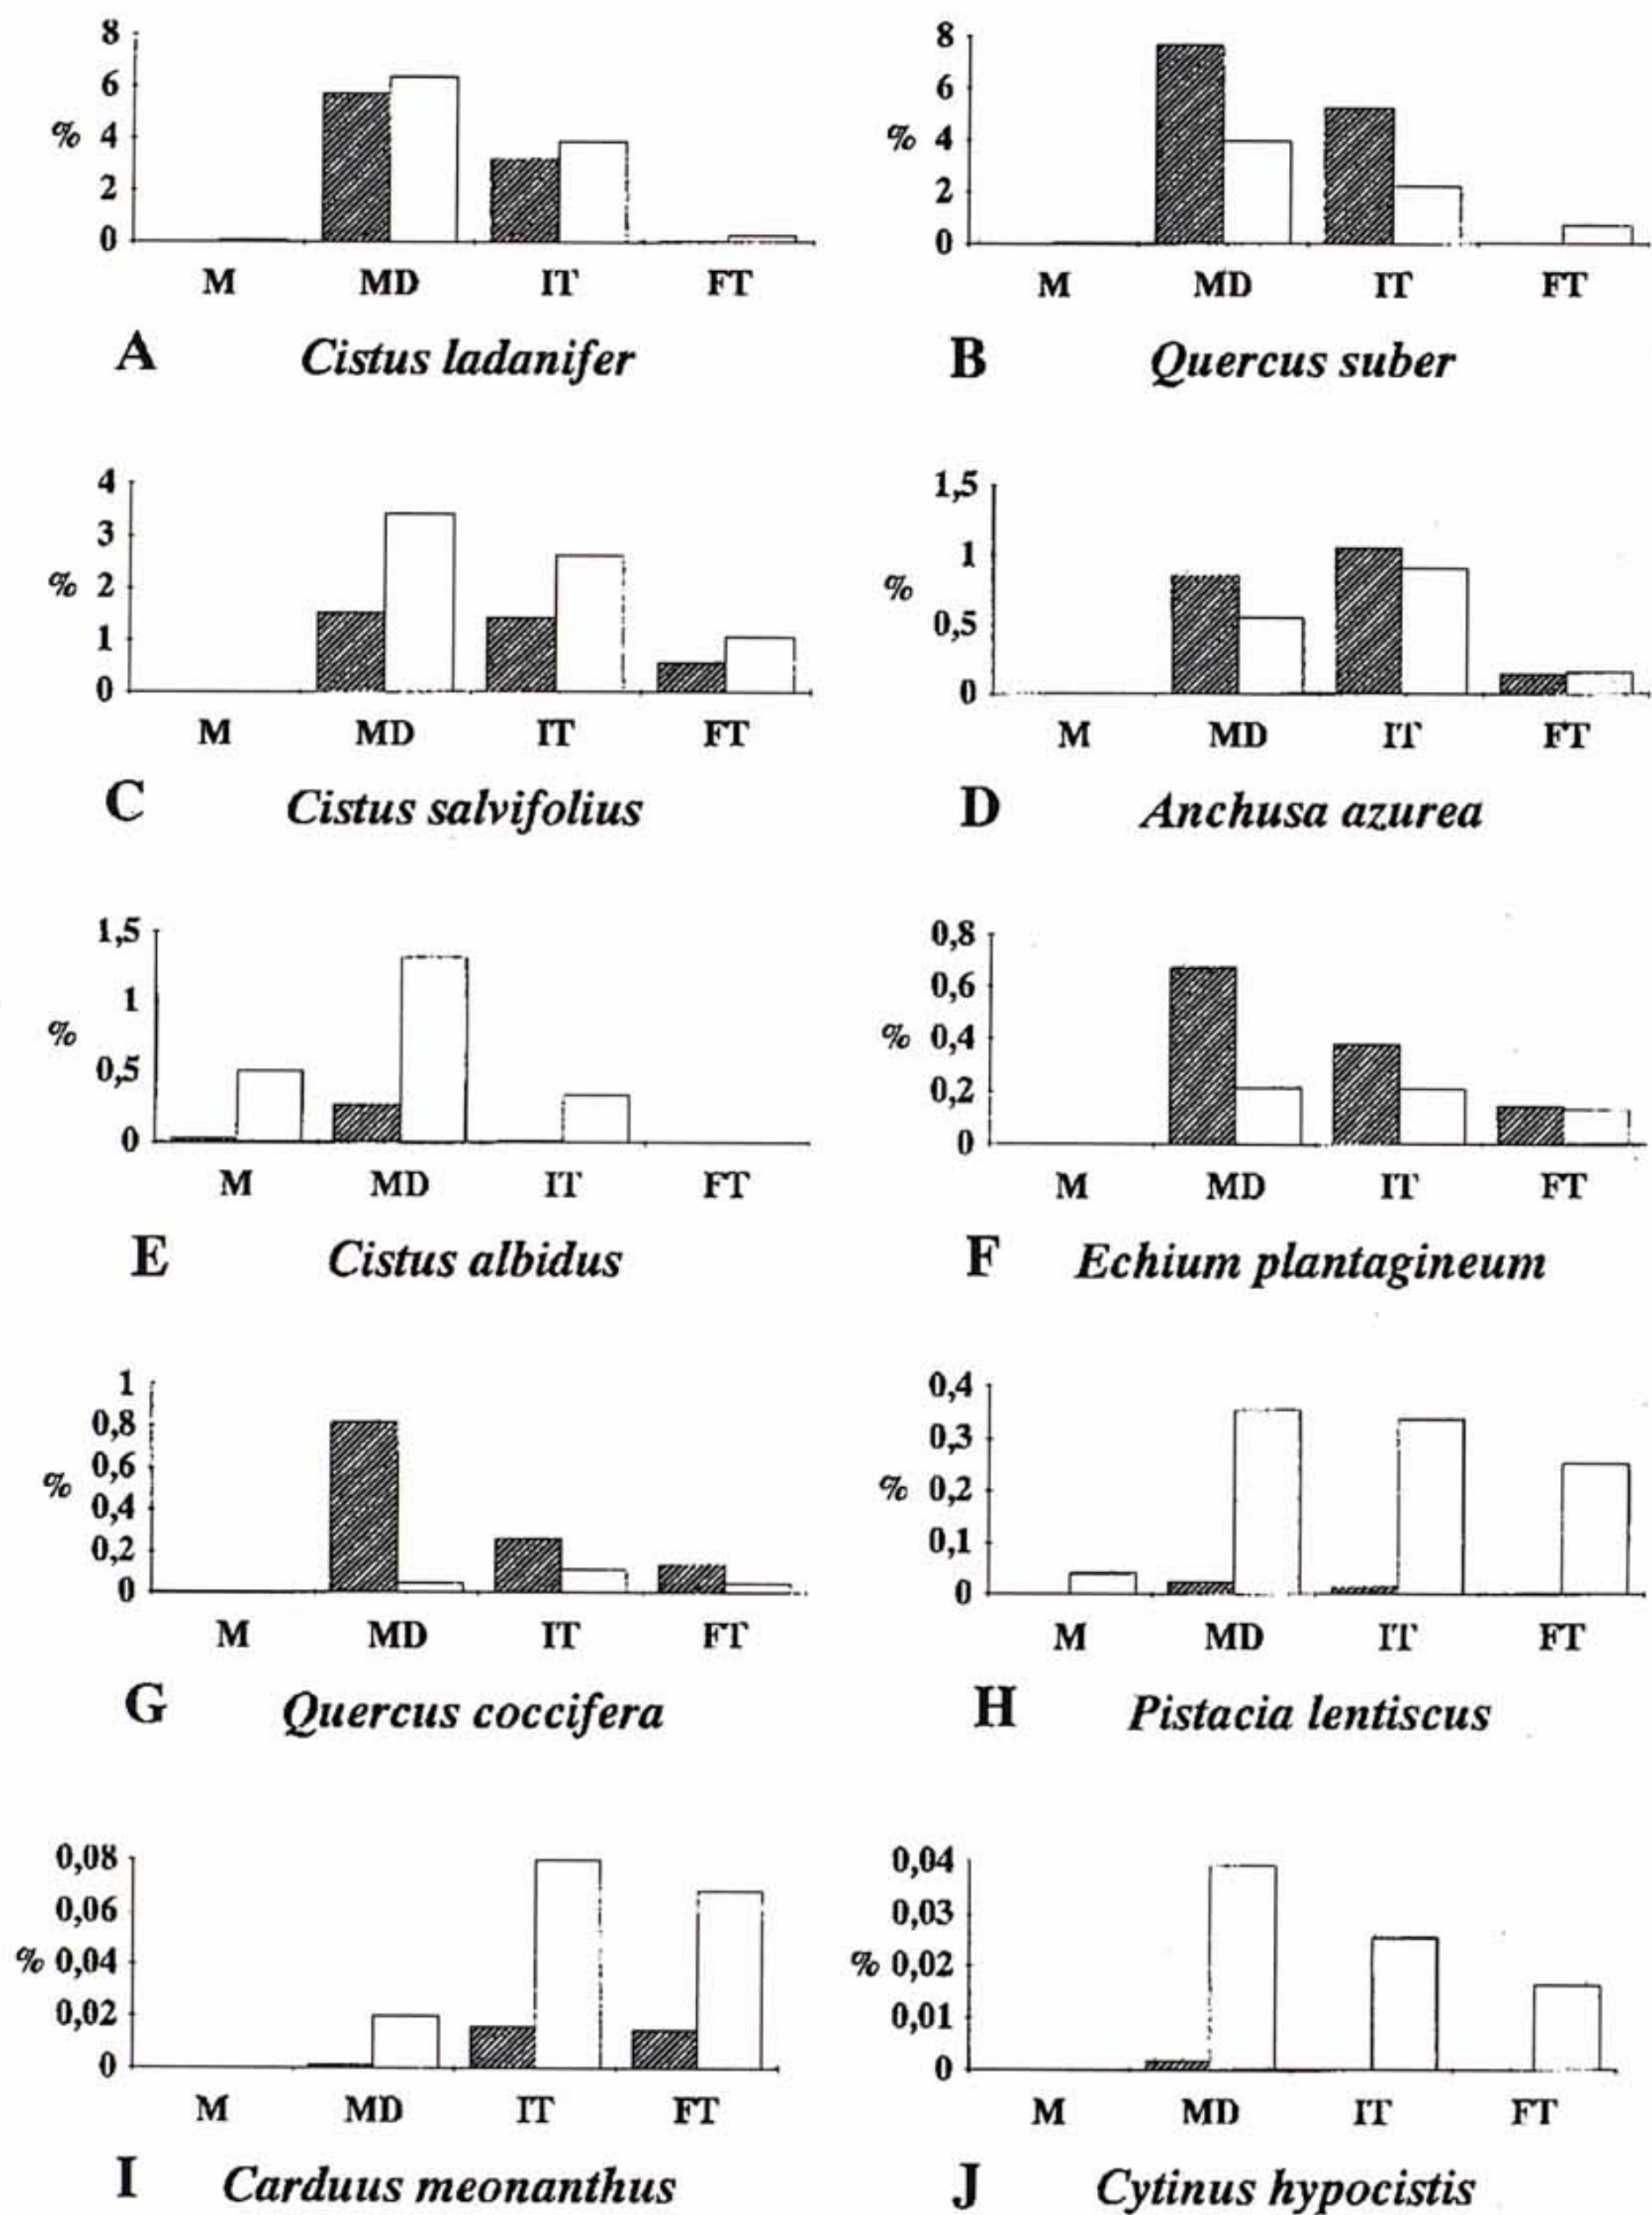 8
6
% 4
2
0
M MD IT FT
A Cistus ladanifer
8
6
% 4
2
0
M MD IT FT
B Quercus suber
4
3
% 2
1
0
M MD IT FT
C Cistus salvifolius
1,5
1
%
0,5
0
M MD IT FT
D Anchusa azurea
1,5
1
%
0,5
0
M MD IT FT
E Cistus albidus
0,8
0,6
% 0,4
0,2
0
M MD IT FT
F Echium plantagineum
1
0,8
0,6
%
0,4
0,2
0
M MD IT FT
G Quercus coccifera
0,4
0,3
% 0,2
0,1
0
M MD IT FT
H Pistacia lentiscus
0,08
0,06
% 0,04
0,02
0
M MD IT FT
I Carduus meonanthus
0,04
0,03
% 0,02
0,01
0
M MD IT FT
J Cytinus hypocistis